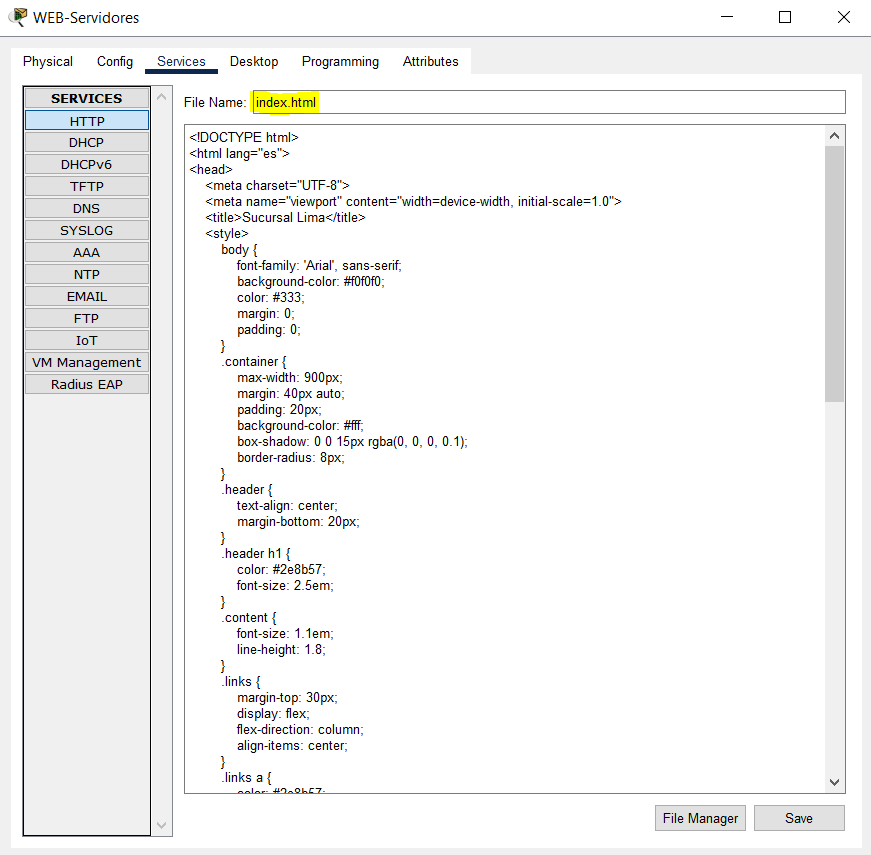 WEB-Servidores
Physical Config Services Desktop Programming Attributes
SERVICES
HTTP
DHCP
DHCPv6
TFTP
DNS
SYSLOG
AAA
NTP
EMAIL
FTP
IoT
VM Management
Radius EAP
File Name: index.html
<!DOCTYPE html>
<html lang="es">
<head>
    <meta charset="UTF-8">
    <meta name="viewport" content="width=device-width, initial-scale=1.0">
    <title>Sucursal Lima</title>
    <style>
        body {
            font-family: 'Arial', sans-serif;
            background-color: #f0f0f0;
            color: #333;
            margin: 0;
            padding: 0;
        }
        .container {
            max-width: 900px;
            margin: 40px auto;
            padding: 20px;
            background-color: #fff;
            box-shadow: 0 0 15px rgba(0, 0, 0, 0.1);
            border-radius: 8px;
        }
        .header {
            text-align: center;
            margin-bottom: 20px;
        }
        .header h1 {
            color: #2e8b57;
            font-size: 2.5em;
        }
        .content {
            font-size: 1.1em;
            line-height: 1.8;
        }
        .links {
            margin-top: 30px;
            display: flex;
            flex-direction: column;
            align-items: center;
        }
        .links a {
            color: #2e8b57;
File Manager Save